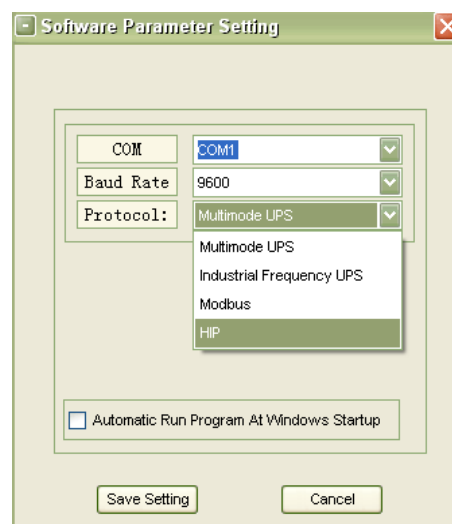 Software Parameter Setting
COM COM1
Baud Rate 9600
Protocol: Multimode UPS
Multimode UPS
Industrial Frequency UPS
Modbus
HIP
Automatic Run Program At Windows Startup
Save Setting Cancel